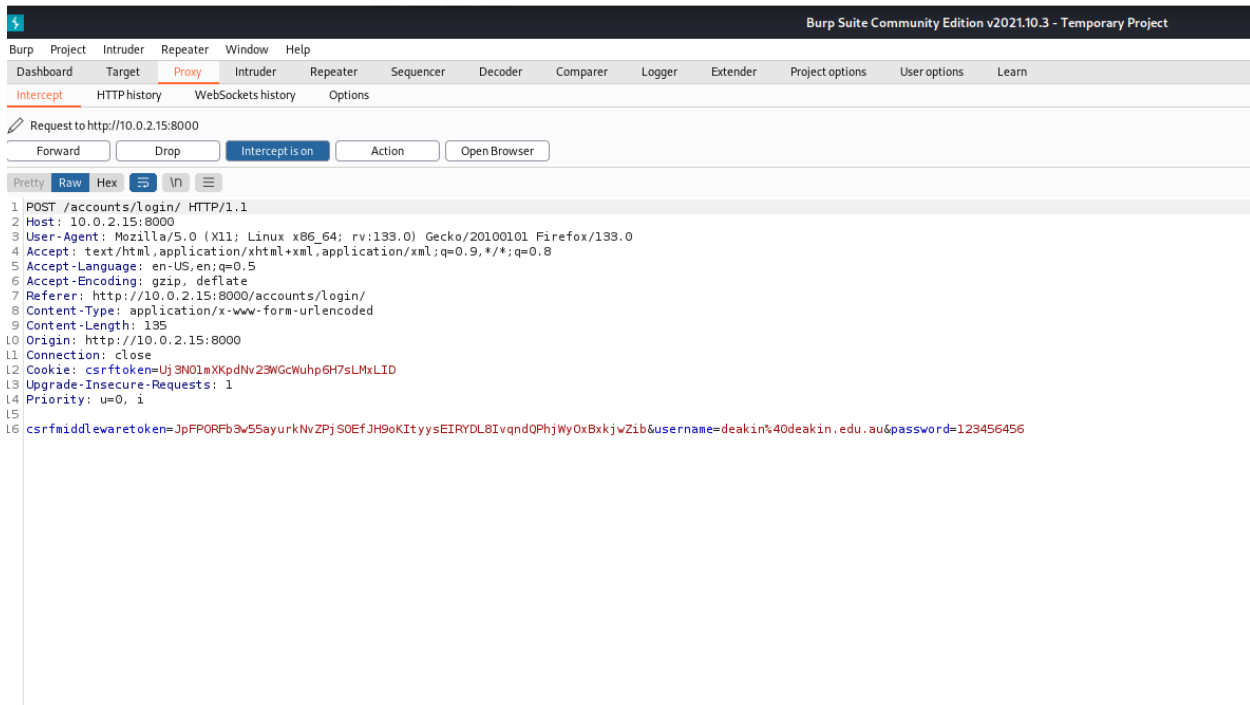 Burp Suite Community Edition v2021.10.3 - Temporary Project
Burp Project Intruder Repeater Window Help
Dashboard Target Proxy Intruder Repeater Sequencer Decoder Comparer Logger Extender Project options User options Learn
Intercept HTTP history WebSockets history Options
Request to http://10.0.2.15:8000
Forward Drop Intercept is on Action Open Browser
Pretty Raw Hex \n
1 POST /accounts/login/ HTTP/1.1
2 Host: 10.0.2.15:8000
3 User-Agent: Mozilla/5.0 (X11; Linux x86_64; rv:133.0) Gecko/20100101 Firefox/133.0
4 Accept: text/html,application/xhtml+xml,application/xml;q=0.9,*/*;q=0.8
5 Accept-Language: en-US,en;q=0.5
6 Accept-Encoding: gzip, deflate
7 Referer: http://10.0.2.15:8000/accounts/login/
8 Content-Type: application/x-www-form-urlencoded
9 Content-Length: 135
10 Origin: http://10.0.2.15:8000
11 Connection: close
12 Cookie: csrftoken=Uj3NOlmXKpdNv23WGcWuhp6H7sLMxLID
13 Upgrade-Insecure-Requests: 1
14 Priority: u=0, i
15
16 csrfmiddlewaretoken=JpFPORFb3w55ayurkNvZPjSOEfJH9oKItyysEIRYDL8IvqndQPhjWyOxBxkjwZib&username=deakin%40deakin.edu.au&password=123456456